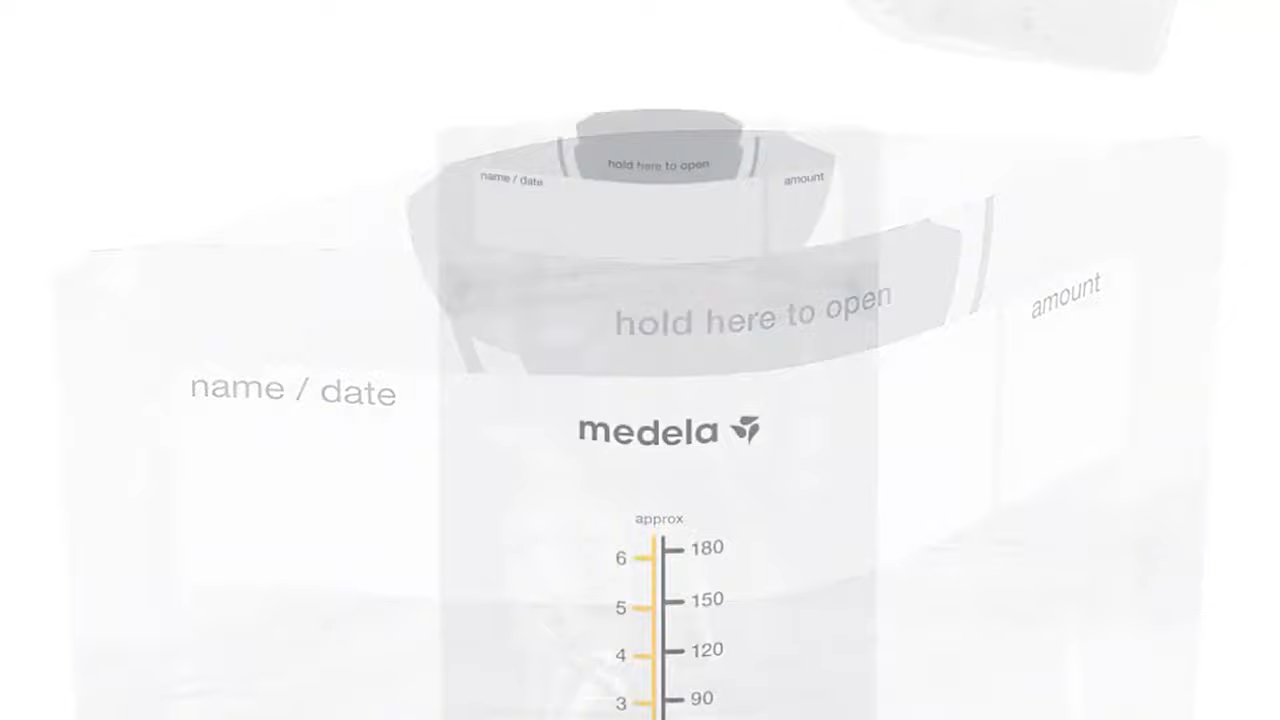 hold here to open
name / date
amount
hold here to open
amount
name / date
medela
approx
6 180
5 150
4 120
3 90